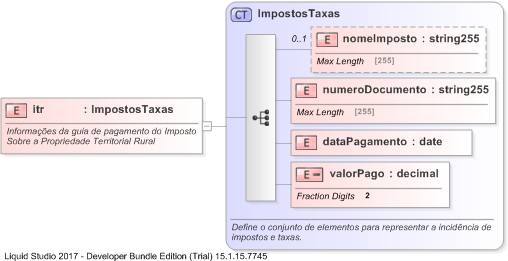 CT ImpostosTaxas
0..1
E nomeImposto : string255
Max Length [255]
E numeroDocumento : string255
Max Length [255]
E itr : ImpostosTaxas
Informações da guia de pagamento do Imposto
Sobre a Propriedade Territorial Rural
E dataPagamento : date
E valorPago : decimal
Fraction Digits 2
Define o conjunto de elementos para representar a incidência de
impostos e taxas.
Liquid Studio 2017 - Developer Bundle Edition (Trial) 15.1.15.7745